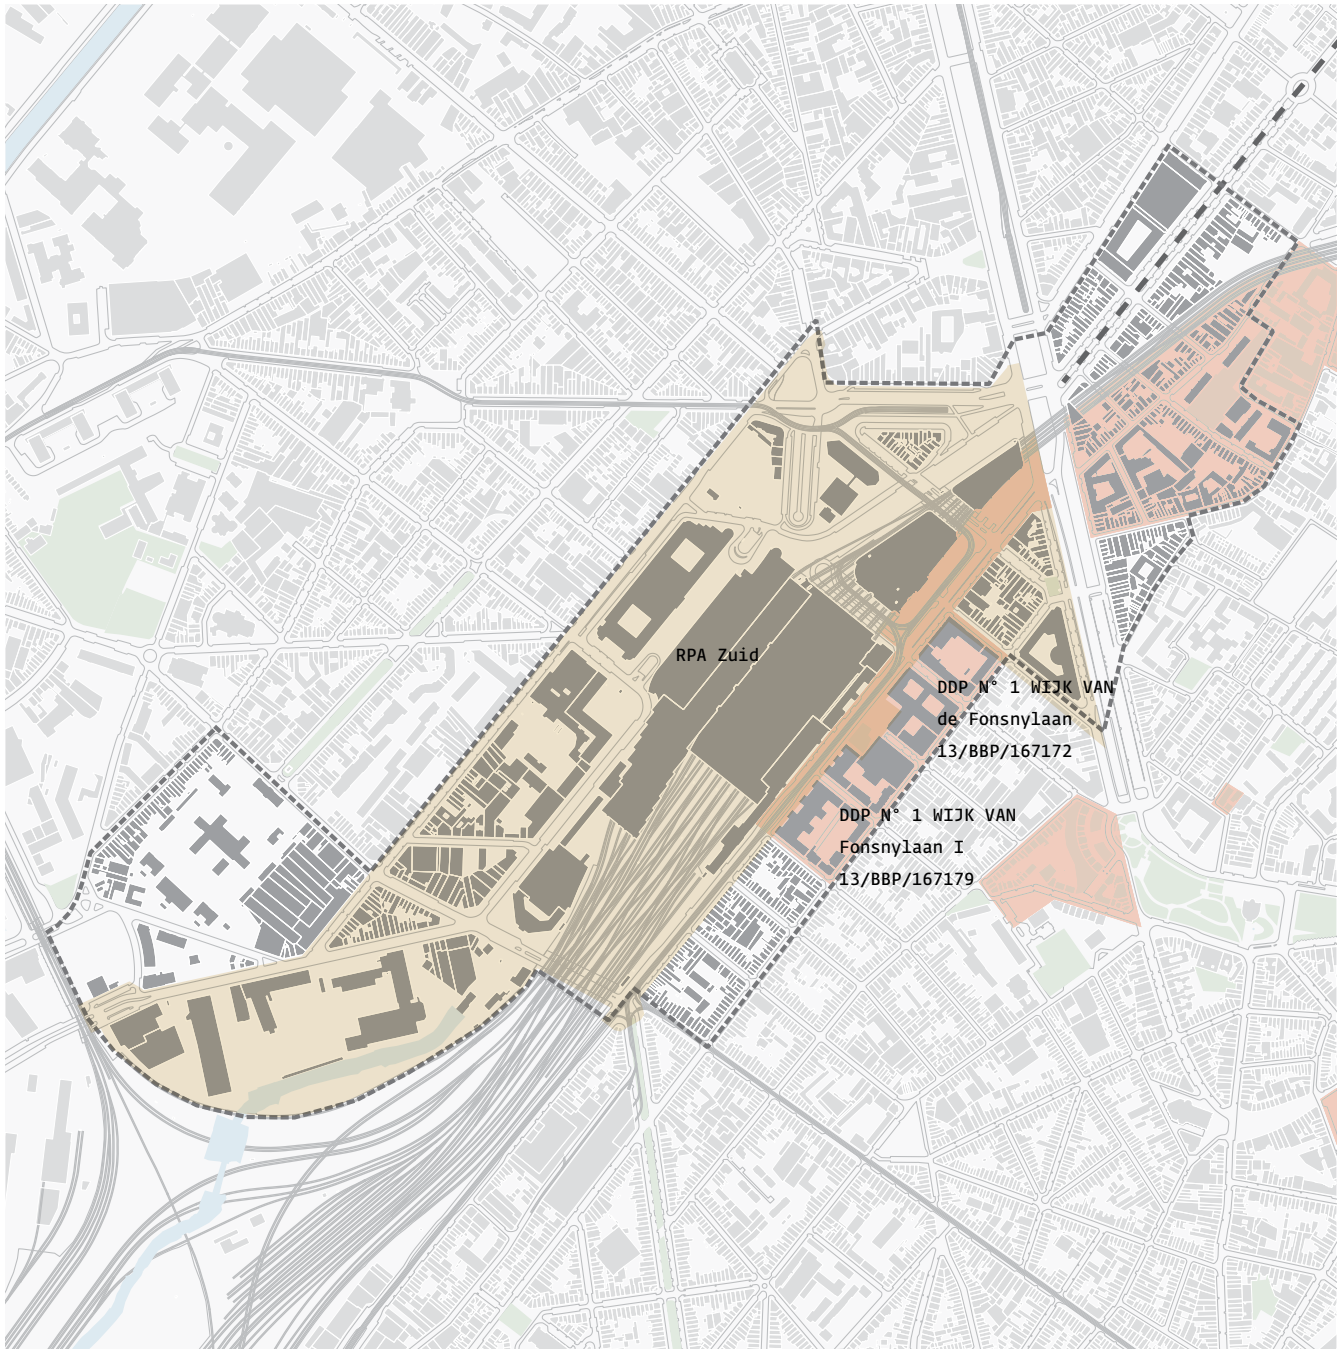 RPA Zuid
DDP N° 1 WIJK VAN
de Fonsnylaan
13/BBP/167172
DDP N° 1 WIJK VAN
Fonsnylaan I
13/BBP/167179